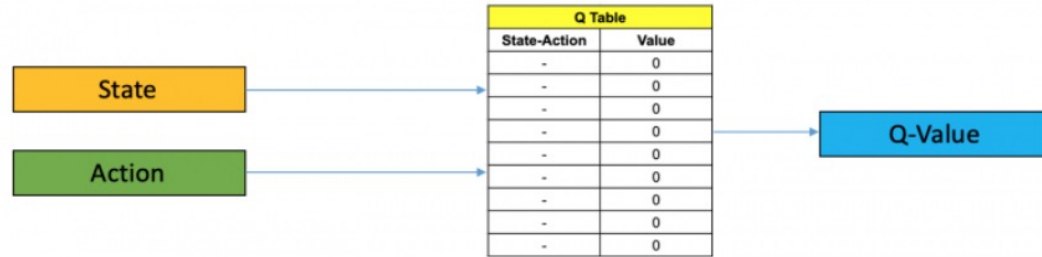 Q Table
State-Action Value
- 0
- 0
- 0
- 0
- 0
- 0
- 0
- 0
- 0
State
Action
Q-Value